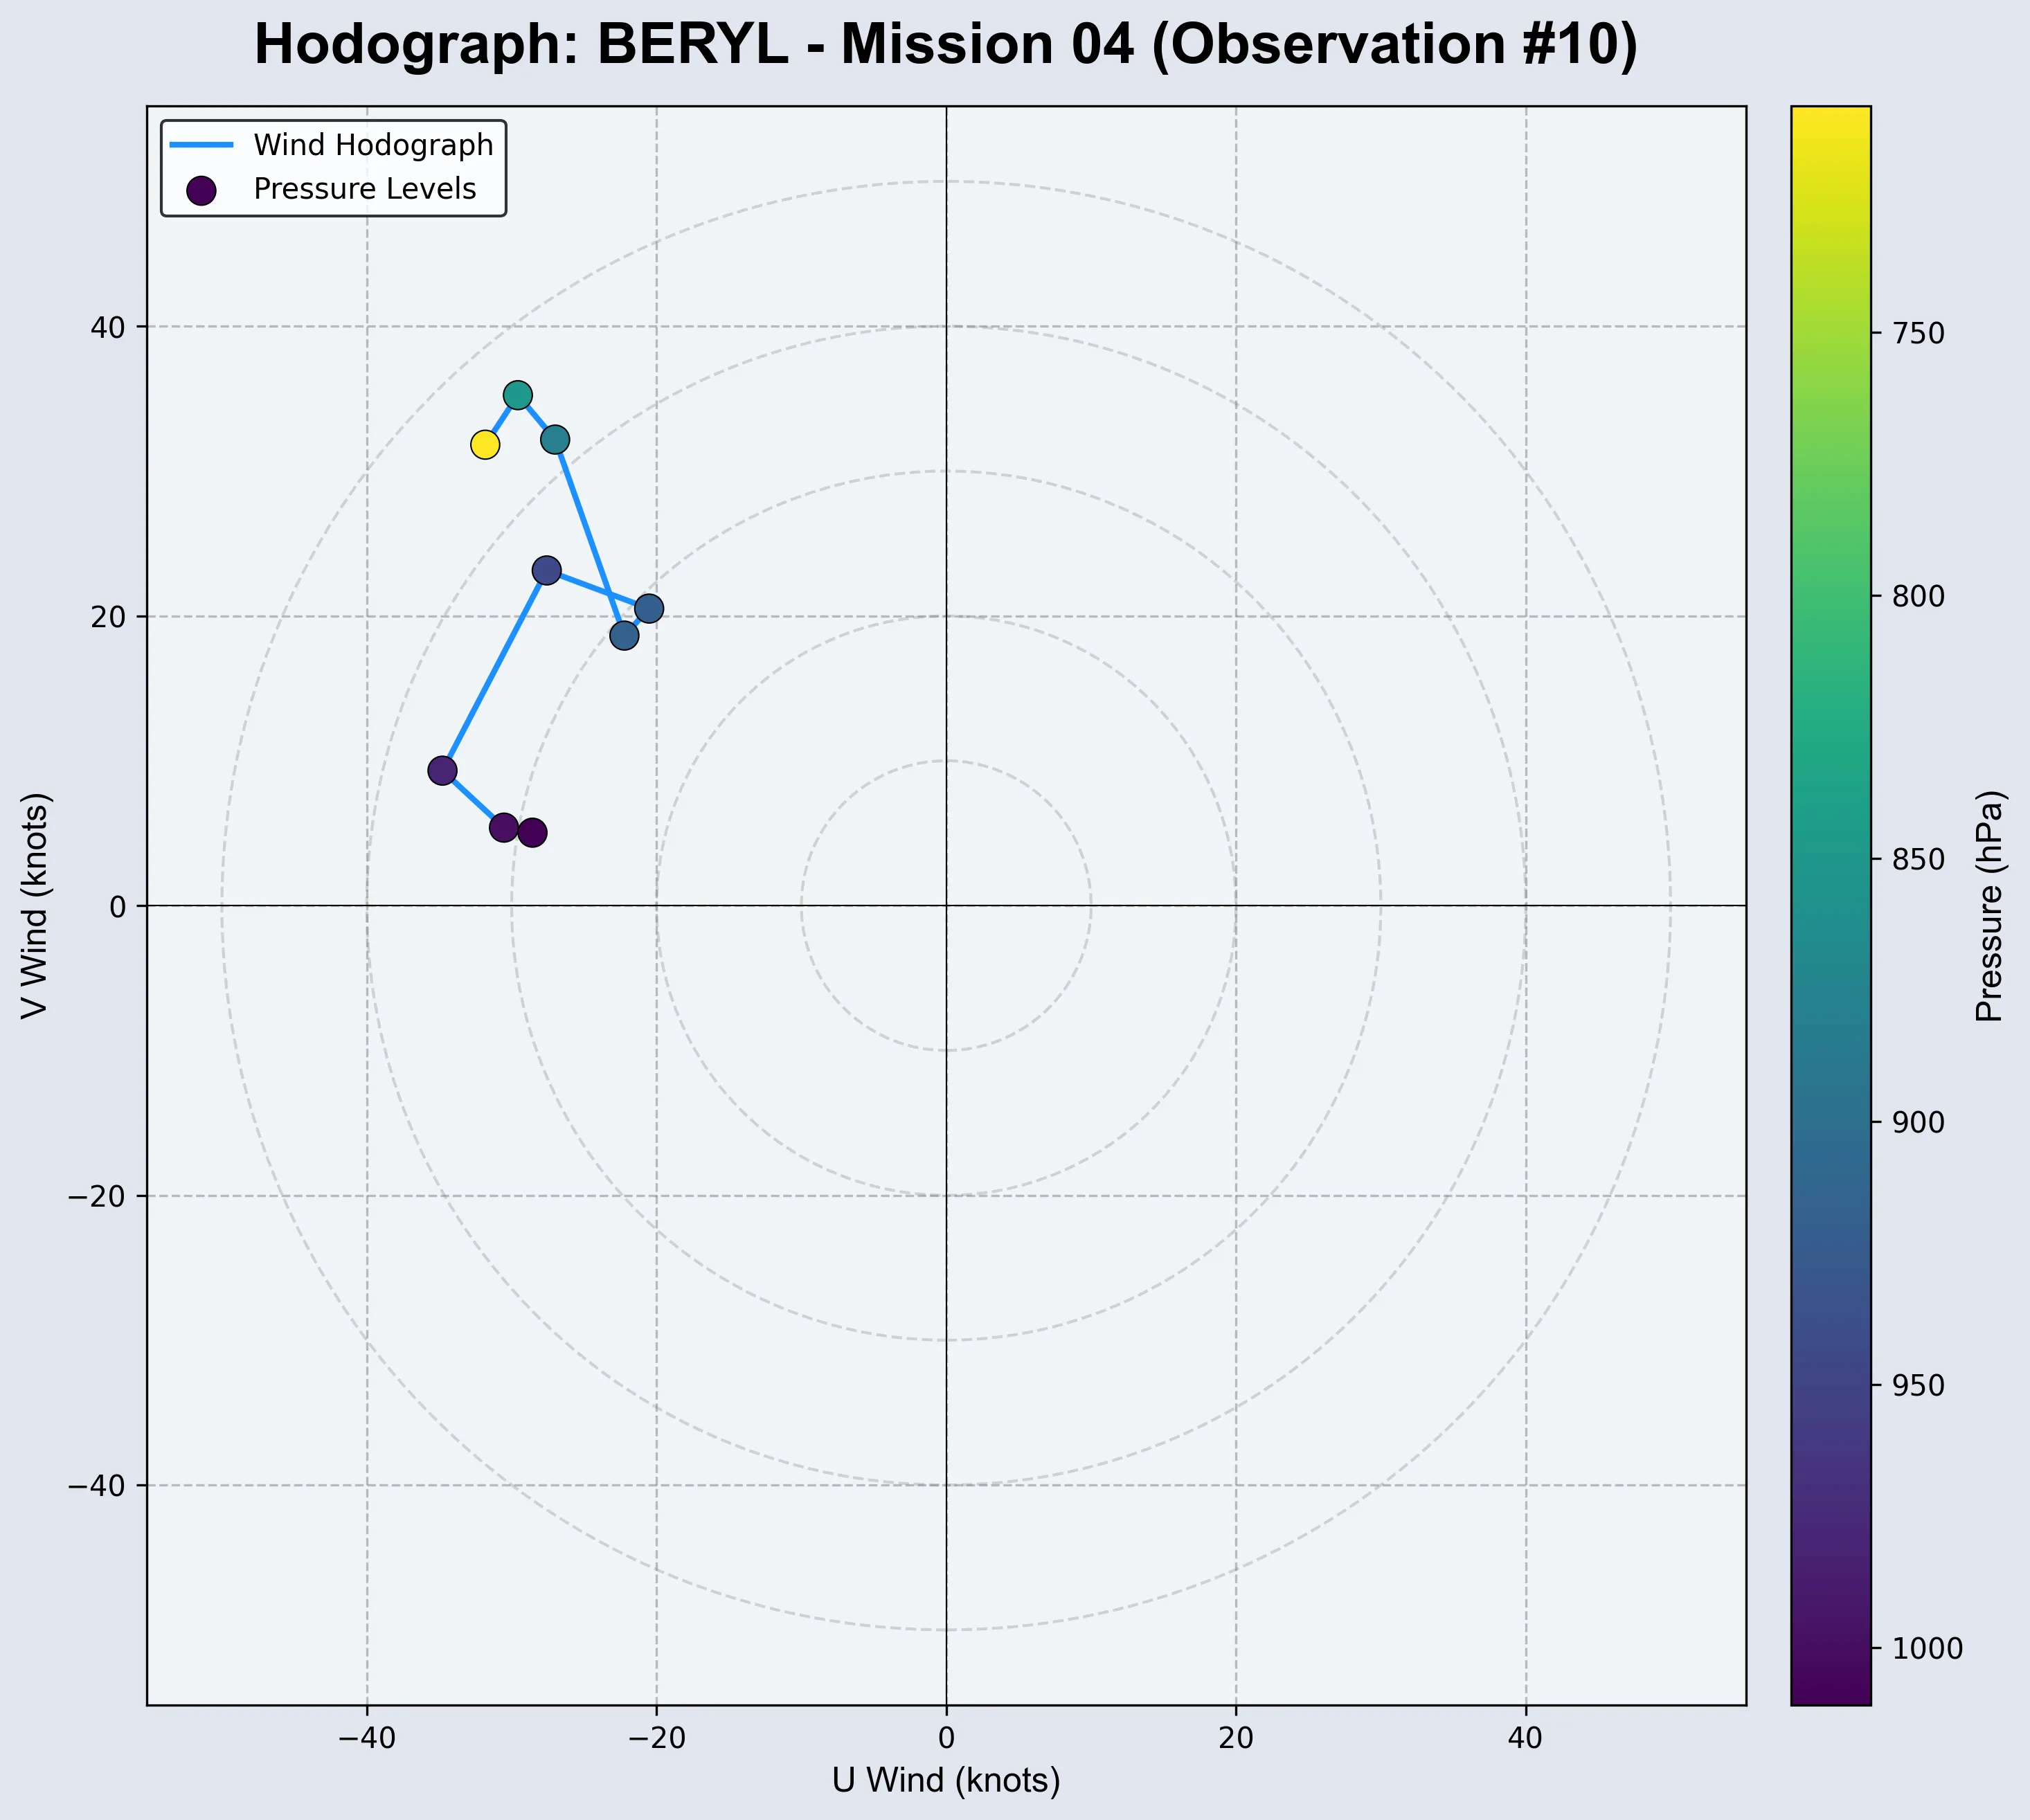 Hodograph: BERYL - Mission 04 (Observation #10)
Wind Hodograph
Pressure Levels
40
20
0
−20
−40
V Wind (knots)
−40
−20
0
20
40
U Wind (knots)
750
800
850
900
950
1000
Pressure (hPa)